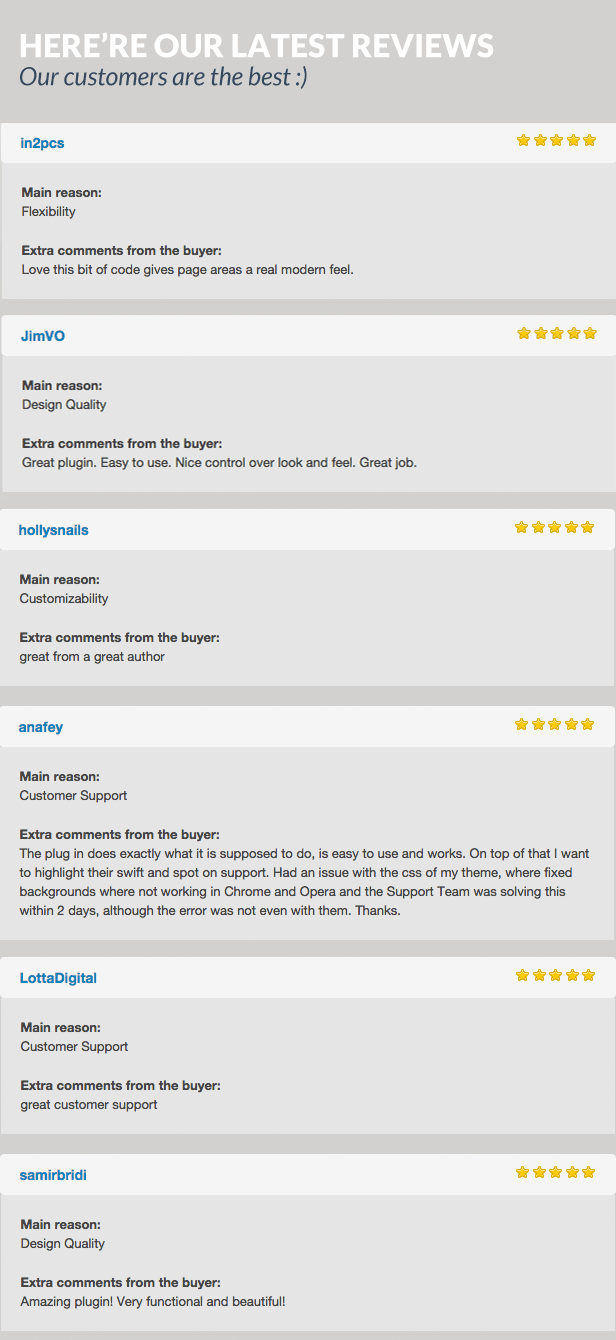 HERE’RE OUR LATEST REVIEWS
Our customers are the best :)
in2pcs
Main reason:
Flexibility
Extra comments from the buyer:
Love this bit of code gives page areas a real modern feel.
JimVO
Main reason:
Design Quality
Extra comments from the buyer:
Great plugin. Easy to use. Nice control over look and feel. Great job.
hollysnails
Main reason:
Customizability
Extra comments from the buyer:
great from a great author
anafey
Main reason:
Customer Support
Extra comments from the buyer:
The plug in does exactly what it is supposed to do, is easy to use and works. On top of that I want
to highlight their swift and spot on support. Had an issue with the css of my theme, where fixed
backgrounds where not working in Chrome and Opera and the Support Team was solving this
within 2 days, although the error was not even with them. Thanks.
LottaDigital
Main reason:
Customer Support
Extra comments from the buyer:
great customer support
samirbridi
Main reason:
Design Quality
Extra comments from the buyer:
Amazing plugin! Very functional and beautiful!